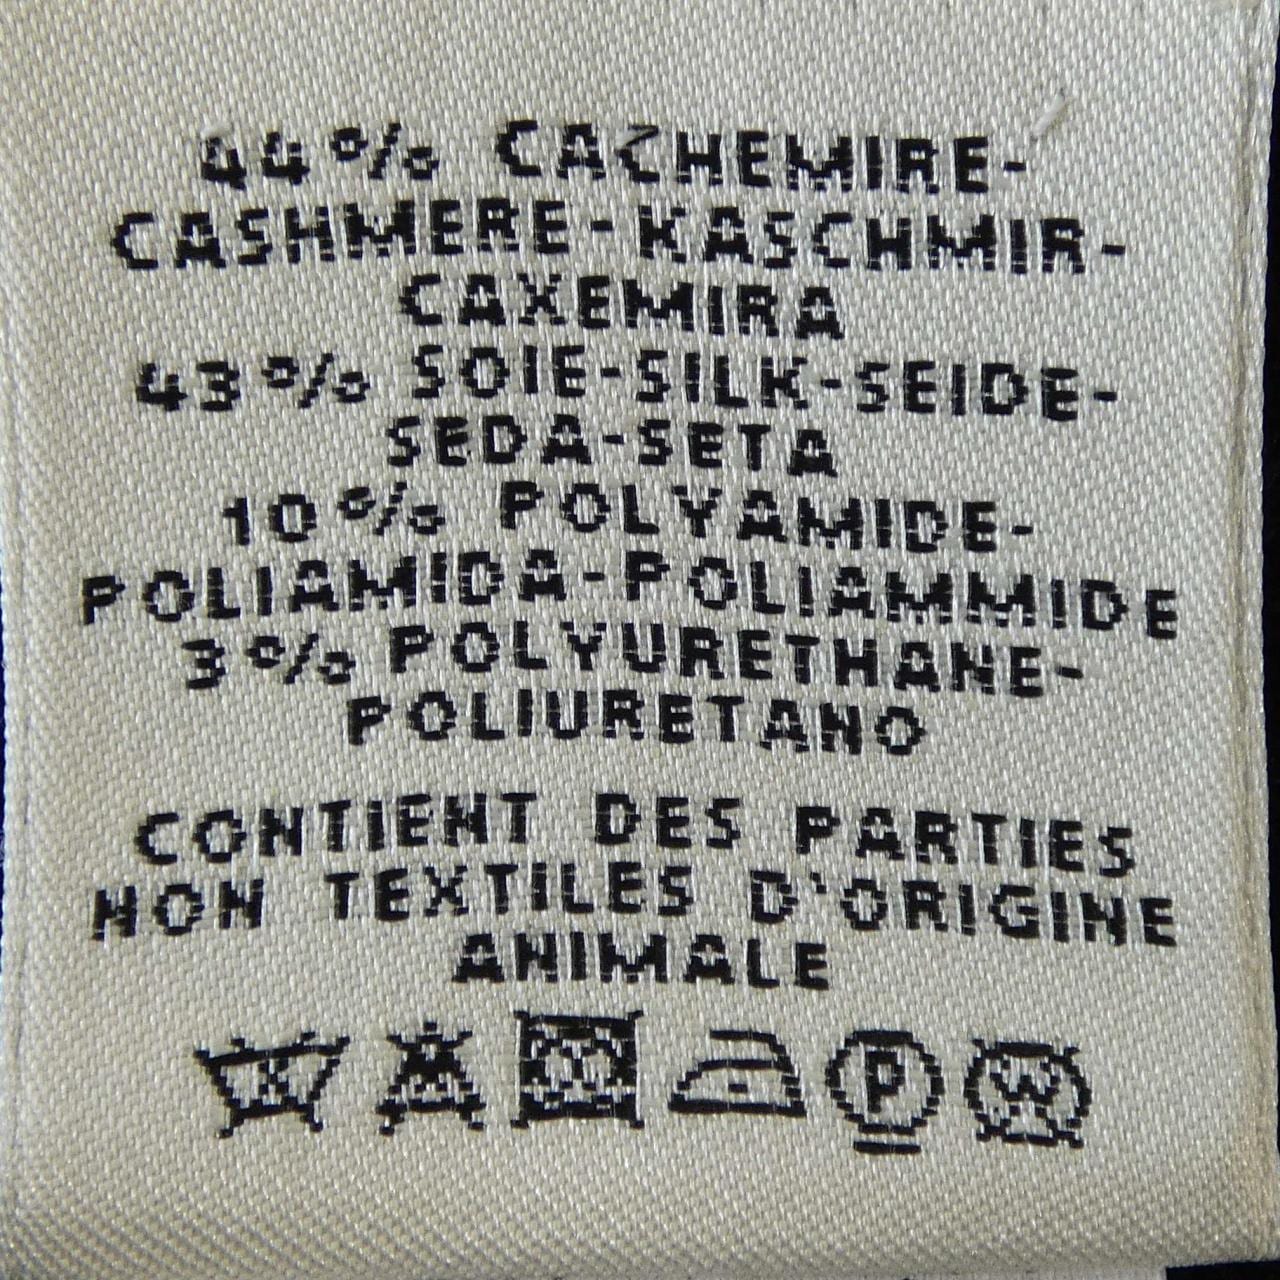 44% CACHEMIRE-
CASHMERE-KASCHMIR-
CAXEMIRA
43% SOIE-SILK-SEIDE-
SEDA-SETA
10% POLYAMIDE-
POLIAMIDA-POLIAMMIDE
3% POLYURETHANE-
POLIURETANO
CONTIENT DES PARTIES
NON TEXTILES D'ORIGINE
ANIMALE
P W